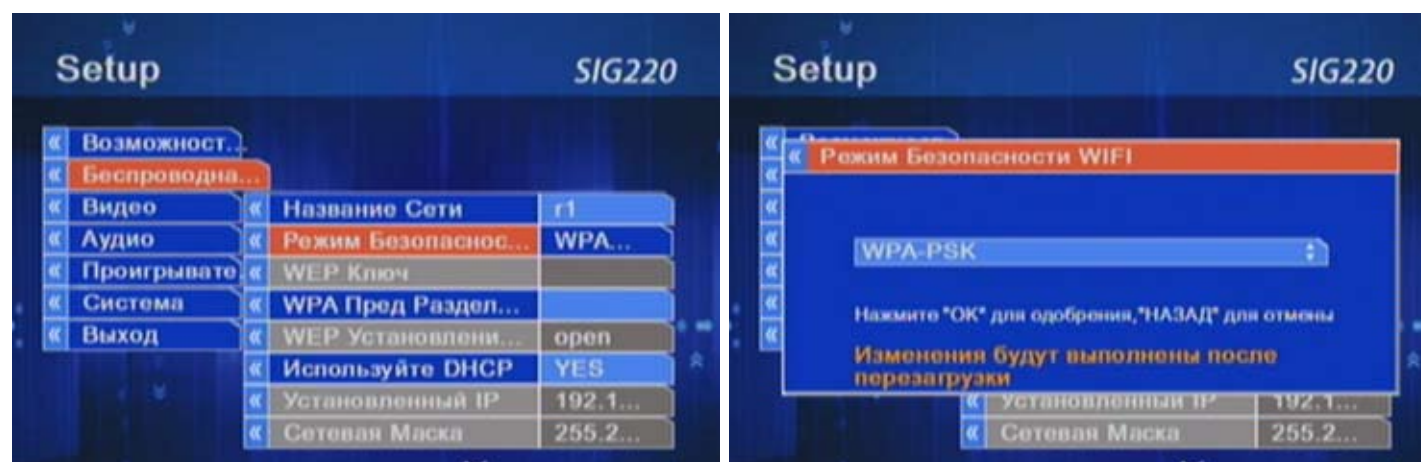 Setup
SIG220
Возможност...
Беспроводна...
Видео
Аудио
Проигрывате...
Система
Выход
Название Сети r1
Режим Безопаснос... WPA...
WEP Ключ
WPA Пред Раздел...
WEP Установлени... open
Используйте DHCP YES
Установленный IP 192.1...
Сетевая Маска 255.2...
Setup
SIG220
Режим Безопасности WIFI
WPA-PSK
Нажмите "OK" для одобрения,"НАЗАД" для отмены
Изменения будут выполнены после
перезагрузки
Установленный IP 192.1...
Сетевая Маска 255.2...